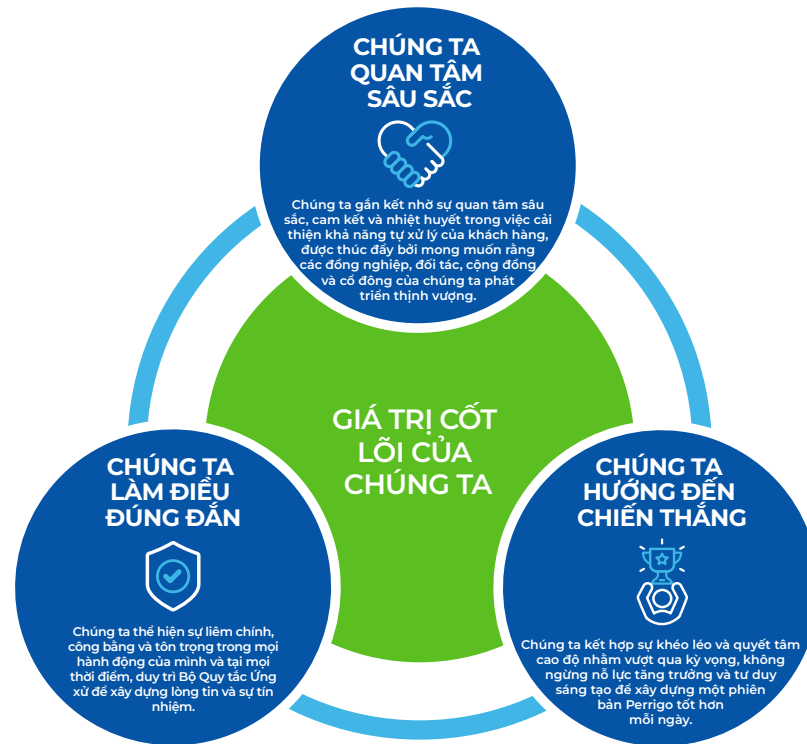 CHÚNG TA
QUAN TÂM
SÂU SẮC
Chúng ta gắn kết nhờ sự quan tâm sâu
sắc, cam kết và nhiệt huyết trong việc cải
thiện khả năng tự xử lý của khách hàng,
được thúc đẩy bởi mong muốn rằng
các đồng nghiệp, đối tác, cộng đồng
và cổ đông của chúng ta phát
triển thịnh vượng.
GIÁ TRỊ CỐT
LÕI CỦA
CHÚNG TA
CHÚNG TA
LÀM ĐIỀU
ĐÚNG ĐẮN
Chúng ta thể hiện sự liêm chính,
công bằng và tôn trọng trong mọi
hành động của mình và tại mọi
thời điểm, duy trì Bộ Quy tắc Ứng
xử để xây dựng lòng tin và sự tín
nhiệm.
CHÚNG TA
HƯỚNG ĐẾN
CHIẾN THẮNG
Chúng ta kết hợp sự khéo léo và quyết tâm
cao độ nhằm vượt qua kỳ vọng, không
ngừng nỗ lực tăng trưởng và tư duy
sáng tạo để xây dựng một phiên
bản Perrigo tốt hơn
mỗi ngày.